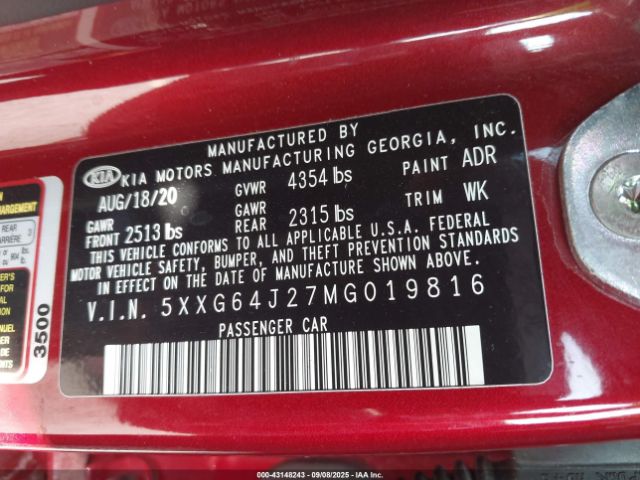 MANUFACTURED BY
KIA KIA MOTORS MANUFACTURING GEORGIA, INC.
AUG/18/20 GVWR 4354 lbs PAINT ADR
GAWR FRONT 2513 lbs GAWR REAR 2315 lbs TRIM WK
THIS VEHICLE CONFORMS TO ALL APPLICABLE U.S.A. FEDERAL
MOTOR VEHICLE SAFETY, BUMPER, AND THEFT PREVENTION STANDARDS
IN EFFECT ON THE DATE OF MANUFACTURE SHOWN ABOVE.
V.I.N. 5XXG64J27MG019816
PASSENGER CAR
REAR
3500
000-43148243 - 09/08/2025 - IAA Inc.